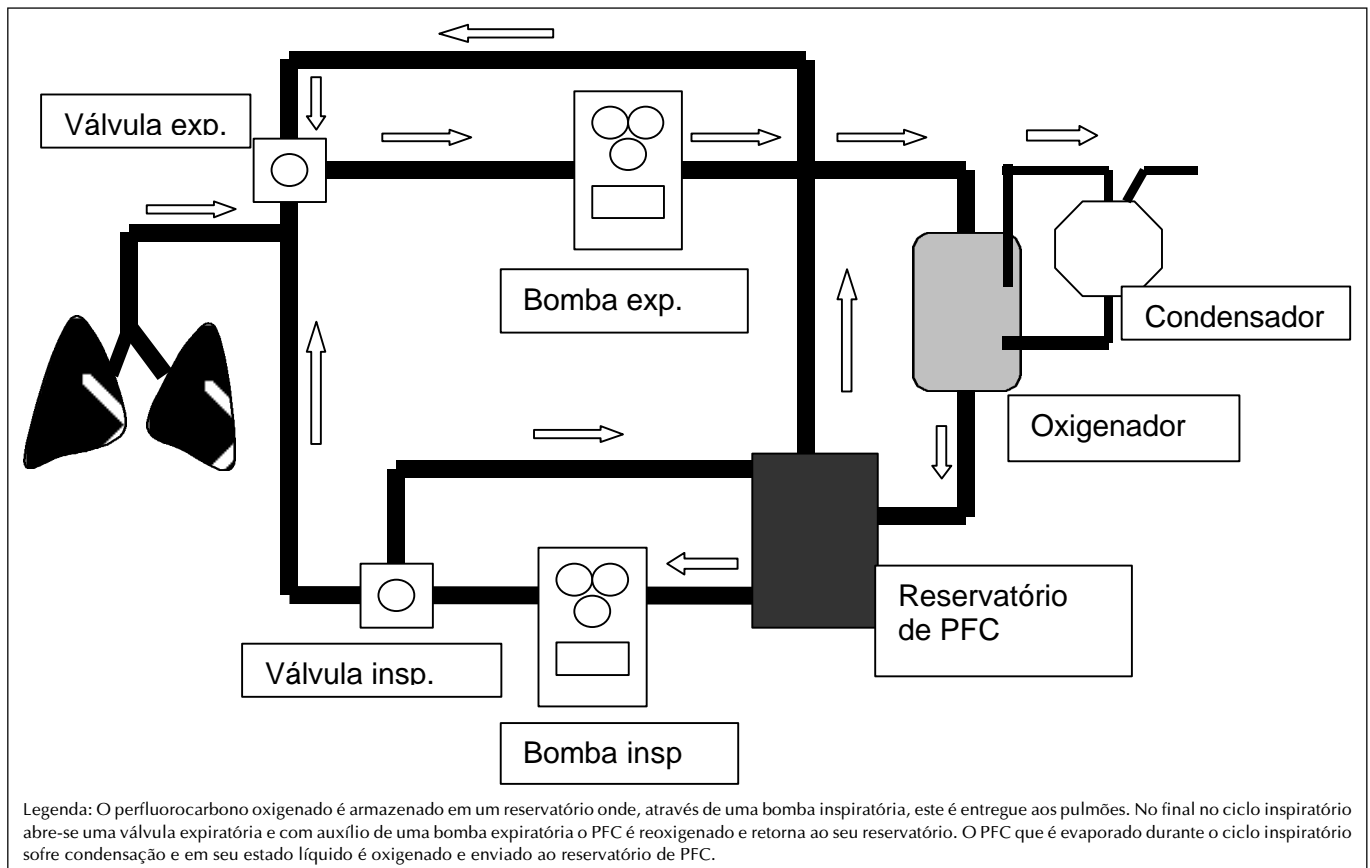 Válvula exp.
Bomba exp.
Condensador
Oxigenador
Reservatório
de PFC
Válvula insp.
Bomba insp
Legenda: O perfluorocarbono oxigenado é armazenado em um reservatório onde, através de uma bomba inspiratória, este é entregue aos pulmões. No final no ciclo inspiratório
abre-se uma válvula expiratória e com auxílio de uma bomba expiratória o PFC é reoxigenado e retorna ao seu reservatório. O PFC que é evaporado durante o ciclo inspiratório
sofre condensação e em seu estado líquido é oxigenado e enviado ao reservatório de PFC.